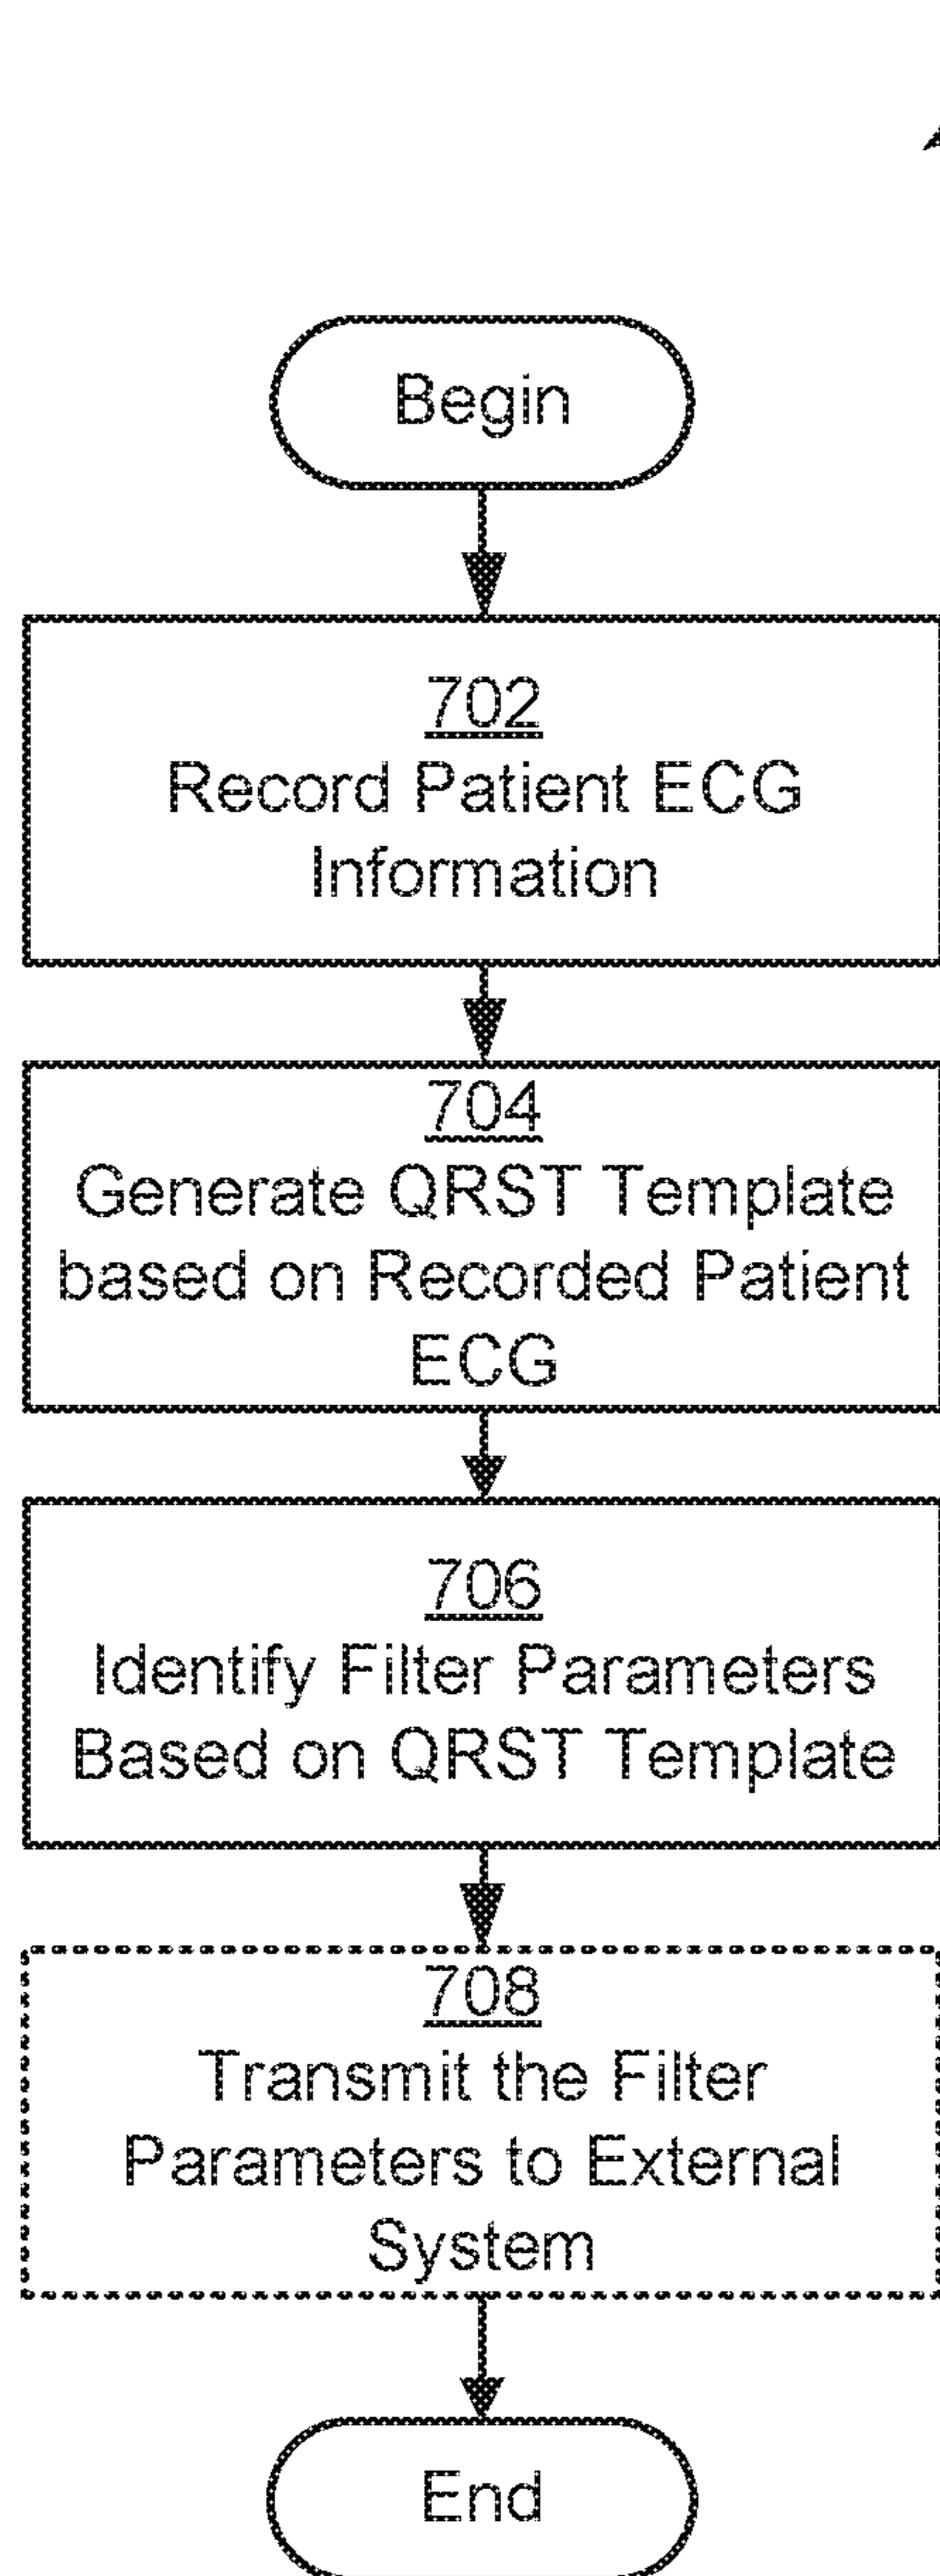 Begin
702
Record Patient ECG
Information
704
Generate QRST Template
based on Recorded Patient
ECG
706
Identify Filter Parameters
Based on QRST Template
708
Transmit the Filter
Parameters to External
System
End